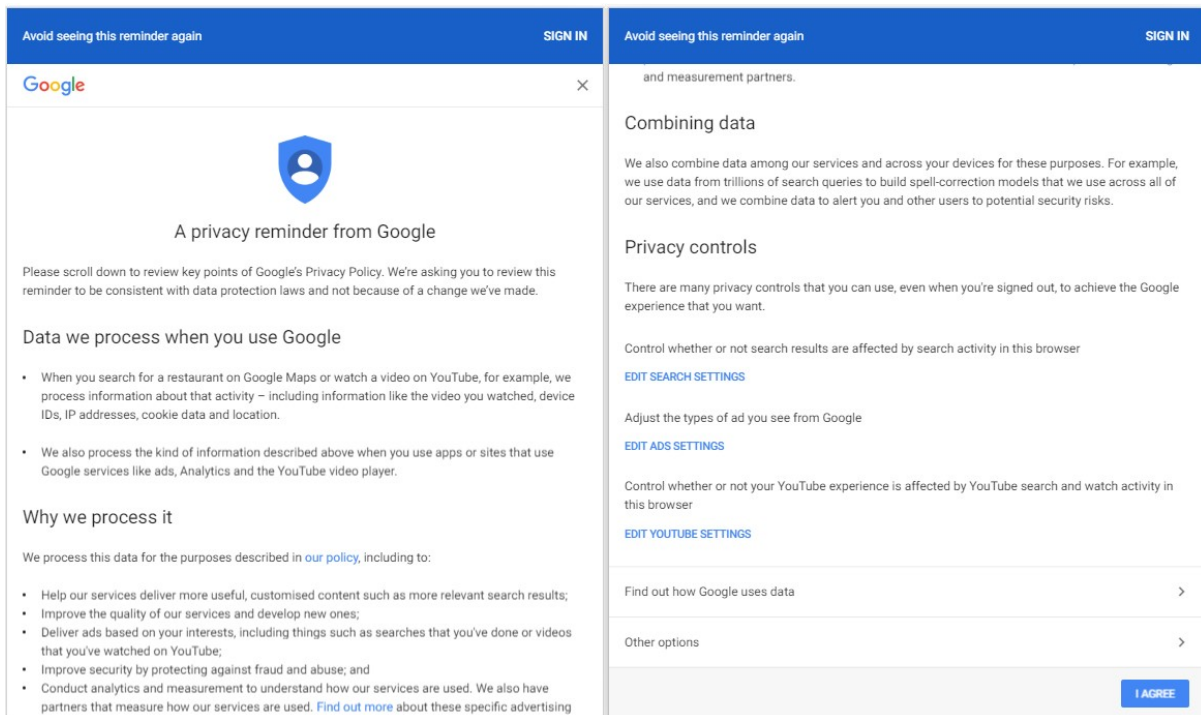 Avoid seeing this reminder again SIGN IN
Google ×
A privacy reminder from Google
Please scroll down to review key points of Google's Privacy Policy. We're asking you to review this
reminder to be consistent with data protection laws and not because of a change we've made.
Data we process when you use Google
• When you search for a restaurant on Google Maps or watch a video on YouTube, for example, we
process information about that activity – including information like the video you watched, device
IDs, IP addresses, cookie data and location.
• We also process the kind of information described above when you use apps or sites that use
Google services like ads, Analytics and the YouTube video player.
Why we process it
We process this data for the purposes described in our policy, including to:
• Help our services deliver more useful, customised content such as more relevant search results;
• Improve the quality of our services and develop new ones;
• Deliver ads based on your interests, including things such as searches that you've done or videos
that you've watched on YouTube;
• Improve security by protecting against fraud and abuse; and
• Conduct analytics and measurement to understand how our services are used. We also have
partners that measure how our services are used. Find out more about these specific advertising
Avoid seeing this reminder again SIGN IN
and measurement partners.
Combining data
We also combine data among our services and across your devices for these purposes. For example,
we use data from trillions of search queries to build spell-correction models that we use across all of
our services, and we combine data to alert you and other users to potential security risks.
Privacy controls
There are many privacy controls that you can use, even when you're signed out, to achieve the Google
experience that you want.
Control whether or not search results are affected by search activity in this browser
EDIT SEARCH SETTINGS
Adjust the types of ad you see from Google
EDIT ADS SETTINGS
Control whether or not your YouTube experience is affected by YouTube search and watch activity in
this browser
EDIT YOUTUBE SETTINGS
Find out how Google uses data
Other options
I AGREE